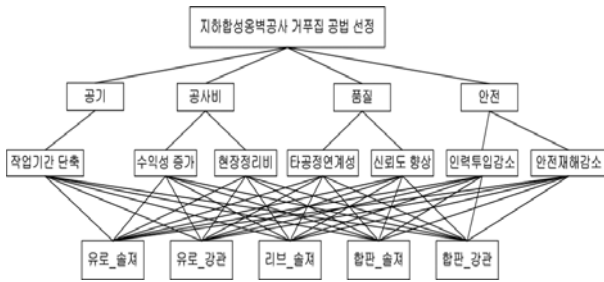 지하합성옹벽공사 거푸집 공법 선정
공기 공사비 품질 안전
작업기간 단축 수익성 증가 현장정리비 타공정연계성 신뢰도 향상 인력투입감소 안전재해감소
유로_솔져 유로_강관 리브_솔져 합판_솔져 합판_강관